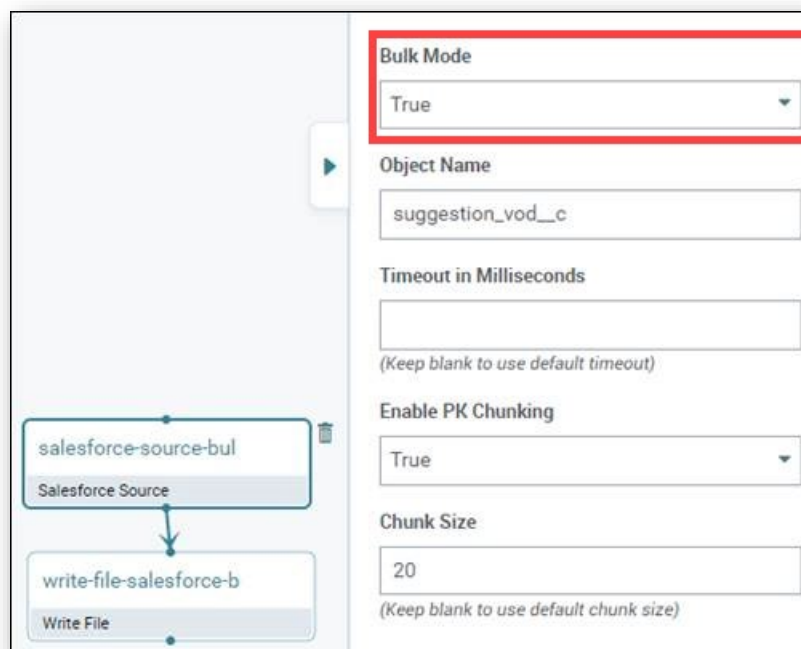 Bulk Mode
True
Object Name
suggestion_vod__c
Timeout in Milliseconds
(Keep blank to use default timeout)
Enable PK Chunking
True
Chunk Size
20
(Keep blank to use default chunk size)
salesforce-source-bul
Salesforce Source
write-file-salesforce-b
Write File